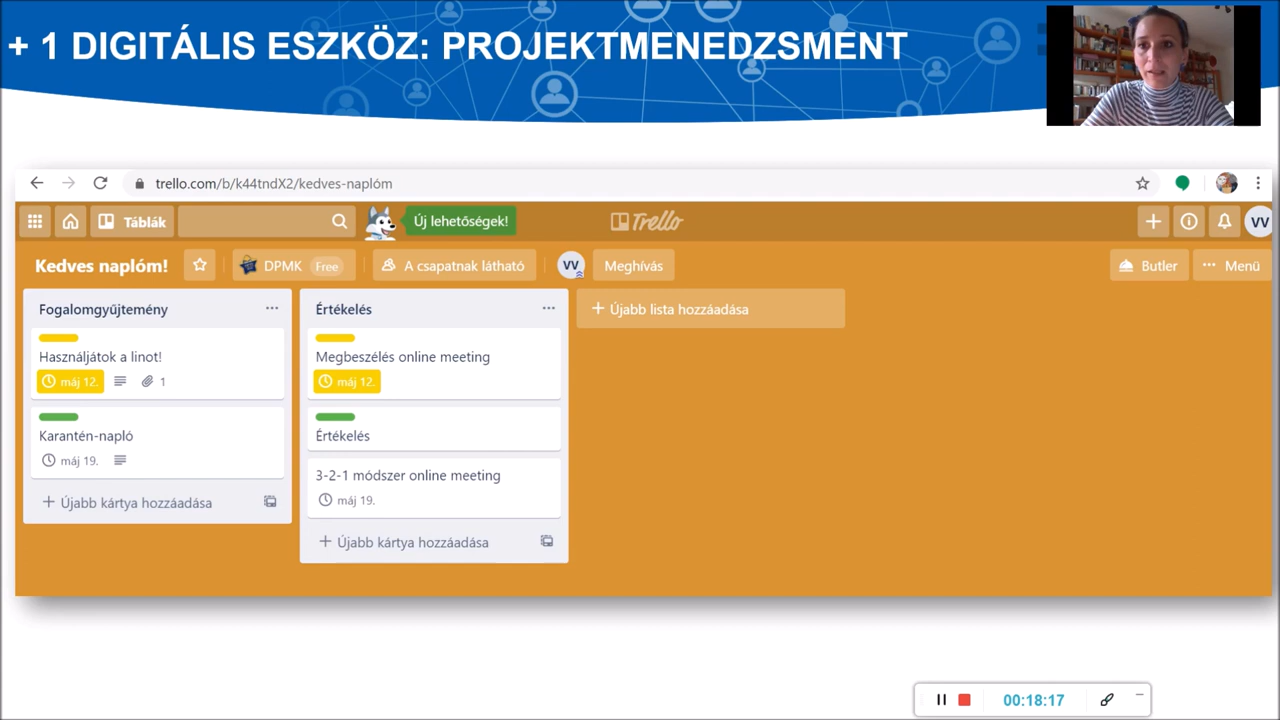 + 1 DIGITÁLIS ESZKÖZ: PROJEKTMENEDZSMENT
trello.com/b/k44tndX2/kedves-naplóm
Táblák
Új lehetőségek!
Trello
VV
Kedves naplóm!
DPMK Free
A csapatnak látható
VV
Meghívás
Butler
Menü
Fogalomgyűjtemény
Használjátok a linot!
máj 12.
1
Karantén-napló
máj 19.
+ Újabb kártya hozzáadása
Értékelés
Megbeszélés online meeting
máj 12.
Értékelés
3-2-1 módszer online meeting
máj 19.
+ Újabb kártya hozzáadása
+ Újabb lista hozzáadása
00:18:17